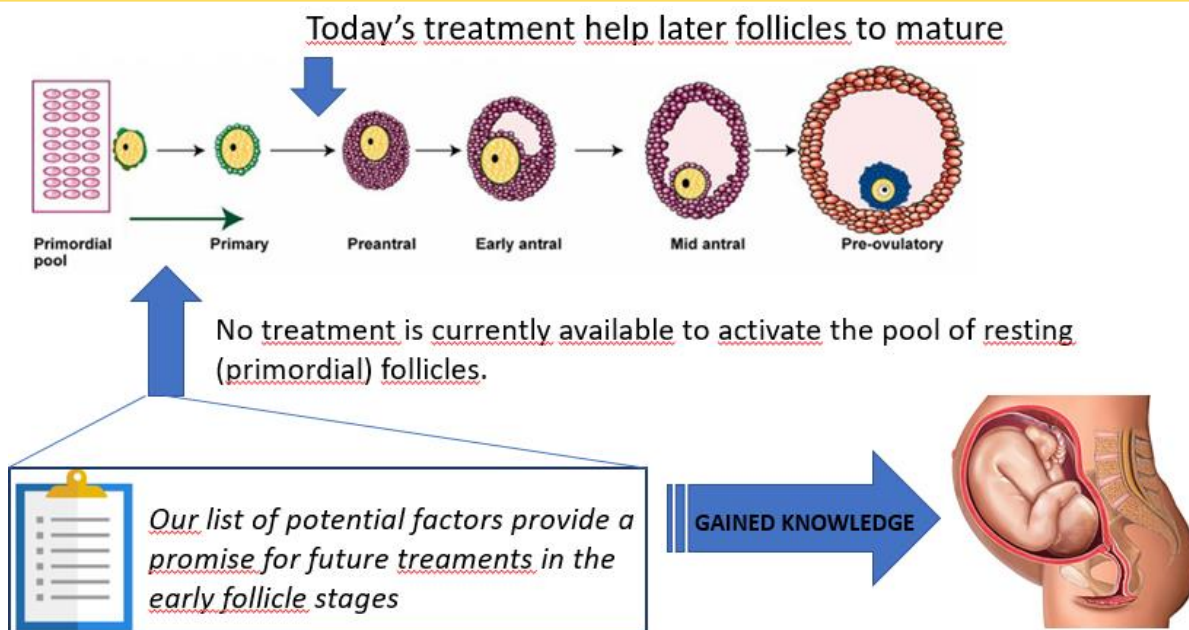 Today's treatment help later follicles to mature
Primordial
pool
Primary
Preantral
Early antral
Mid antral
Pre-ovulatory
No treatment is currently available to activate the pool of resting
(primordial) follicles.
Our list of potential factors provide a
promise for future treaments in the
early follicle stages
GAINED KNOWLEDGE